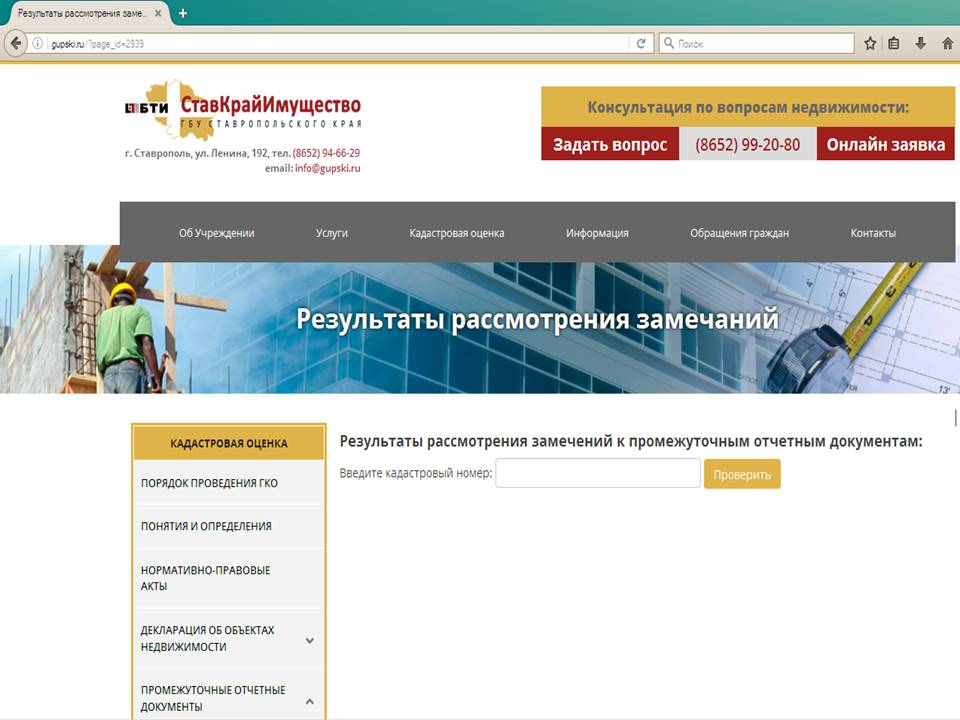 Результаты рассмотрения заме...
gupski.ru/?page_id=2939
Поиск
БТИ СтавКрайИмущество
ГБУ СТАВРОПОЛЬСКОГО КРАЯ
г. Ставрополь, ул. Ленина, 192, тел. (8652) 94-66-29
email: info@gupski.ru
Консультация по вопросам недвижимости:
Задать вопрос (8652) 99-20-80 Онлайн заявка
Об Учреждении Услуги Кадастровая оценка Информация Обращения граждан Контакты
Результаты рассмотрения замечаний
КАДАСТРОВАЯ ОЦЕНКА
ПОРЯДОК ПРОВЕДЕНИЯ ГКО
ПОНЯТИЯ И ОПРЕДЕЛЕНИЯ
НОРМАТИВНО-ПРАВОВЫЕ
АКТЫ
ДЕКЛАРАЦИЯ ОБ ОБЪЕКТАХ
НЕДВИЖИМОСТИ
ПРОМЕЖУТОЧНЫЕ ОТЧЕТНЫЕ
ДОКУМЕНТЫ
Результаты рассмотрения замечений к промежуточным отчетным документам:
Введите кадастровый номер: Проверить